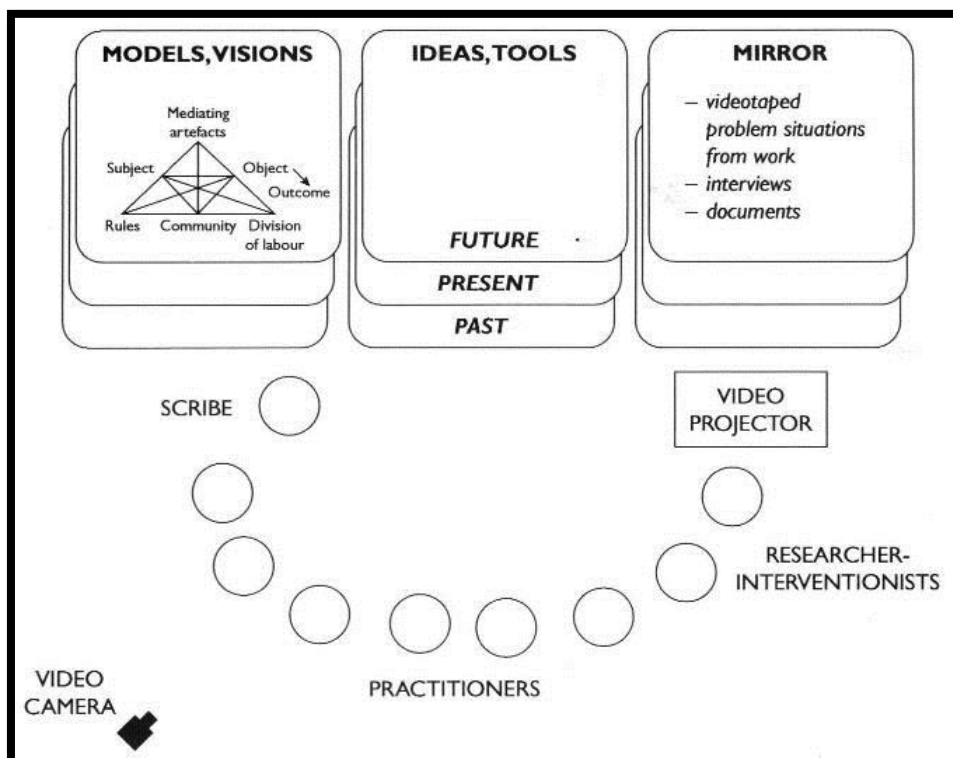 MODELS,VISIONS
Mediating
artefacts
Subject
Object
Outcome
Rules
Community
Division
of labour
IDEAS,TOOLS
FUTURE
PRESENT
PAST
MIRROR
– videotaped
problem situations
from work
– interviews
– documents
SCRIBE
VIDEO
PROJECTOR
RESEARCHER-
INTERVENTIONISTS
PRACTITIONERS
VIDEO
CAMERA